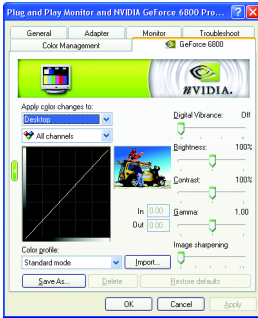 Plug and Play Monitor and NVIDIA GeForce 6800 Pro...
General Adapter Monitor Troubleshoot
Color Management GeForce 6800
NVIDIA.
Apply color changes to:
Desktop
All channels
Digital Vibrance: Off
Brightness: 100%
Contrast: 100%
In 0.00
Out 0.00
Gamma: 1.00
Image sharpening
Color profile:
Standard mode
Import...
Save As... Delete Restore defaults
OK Cancel Apply